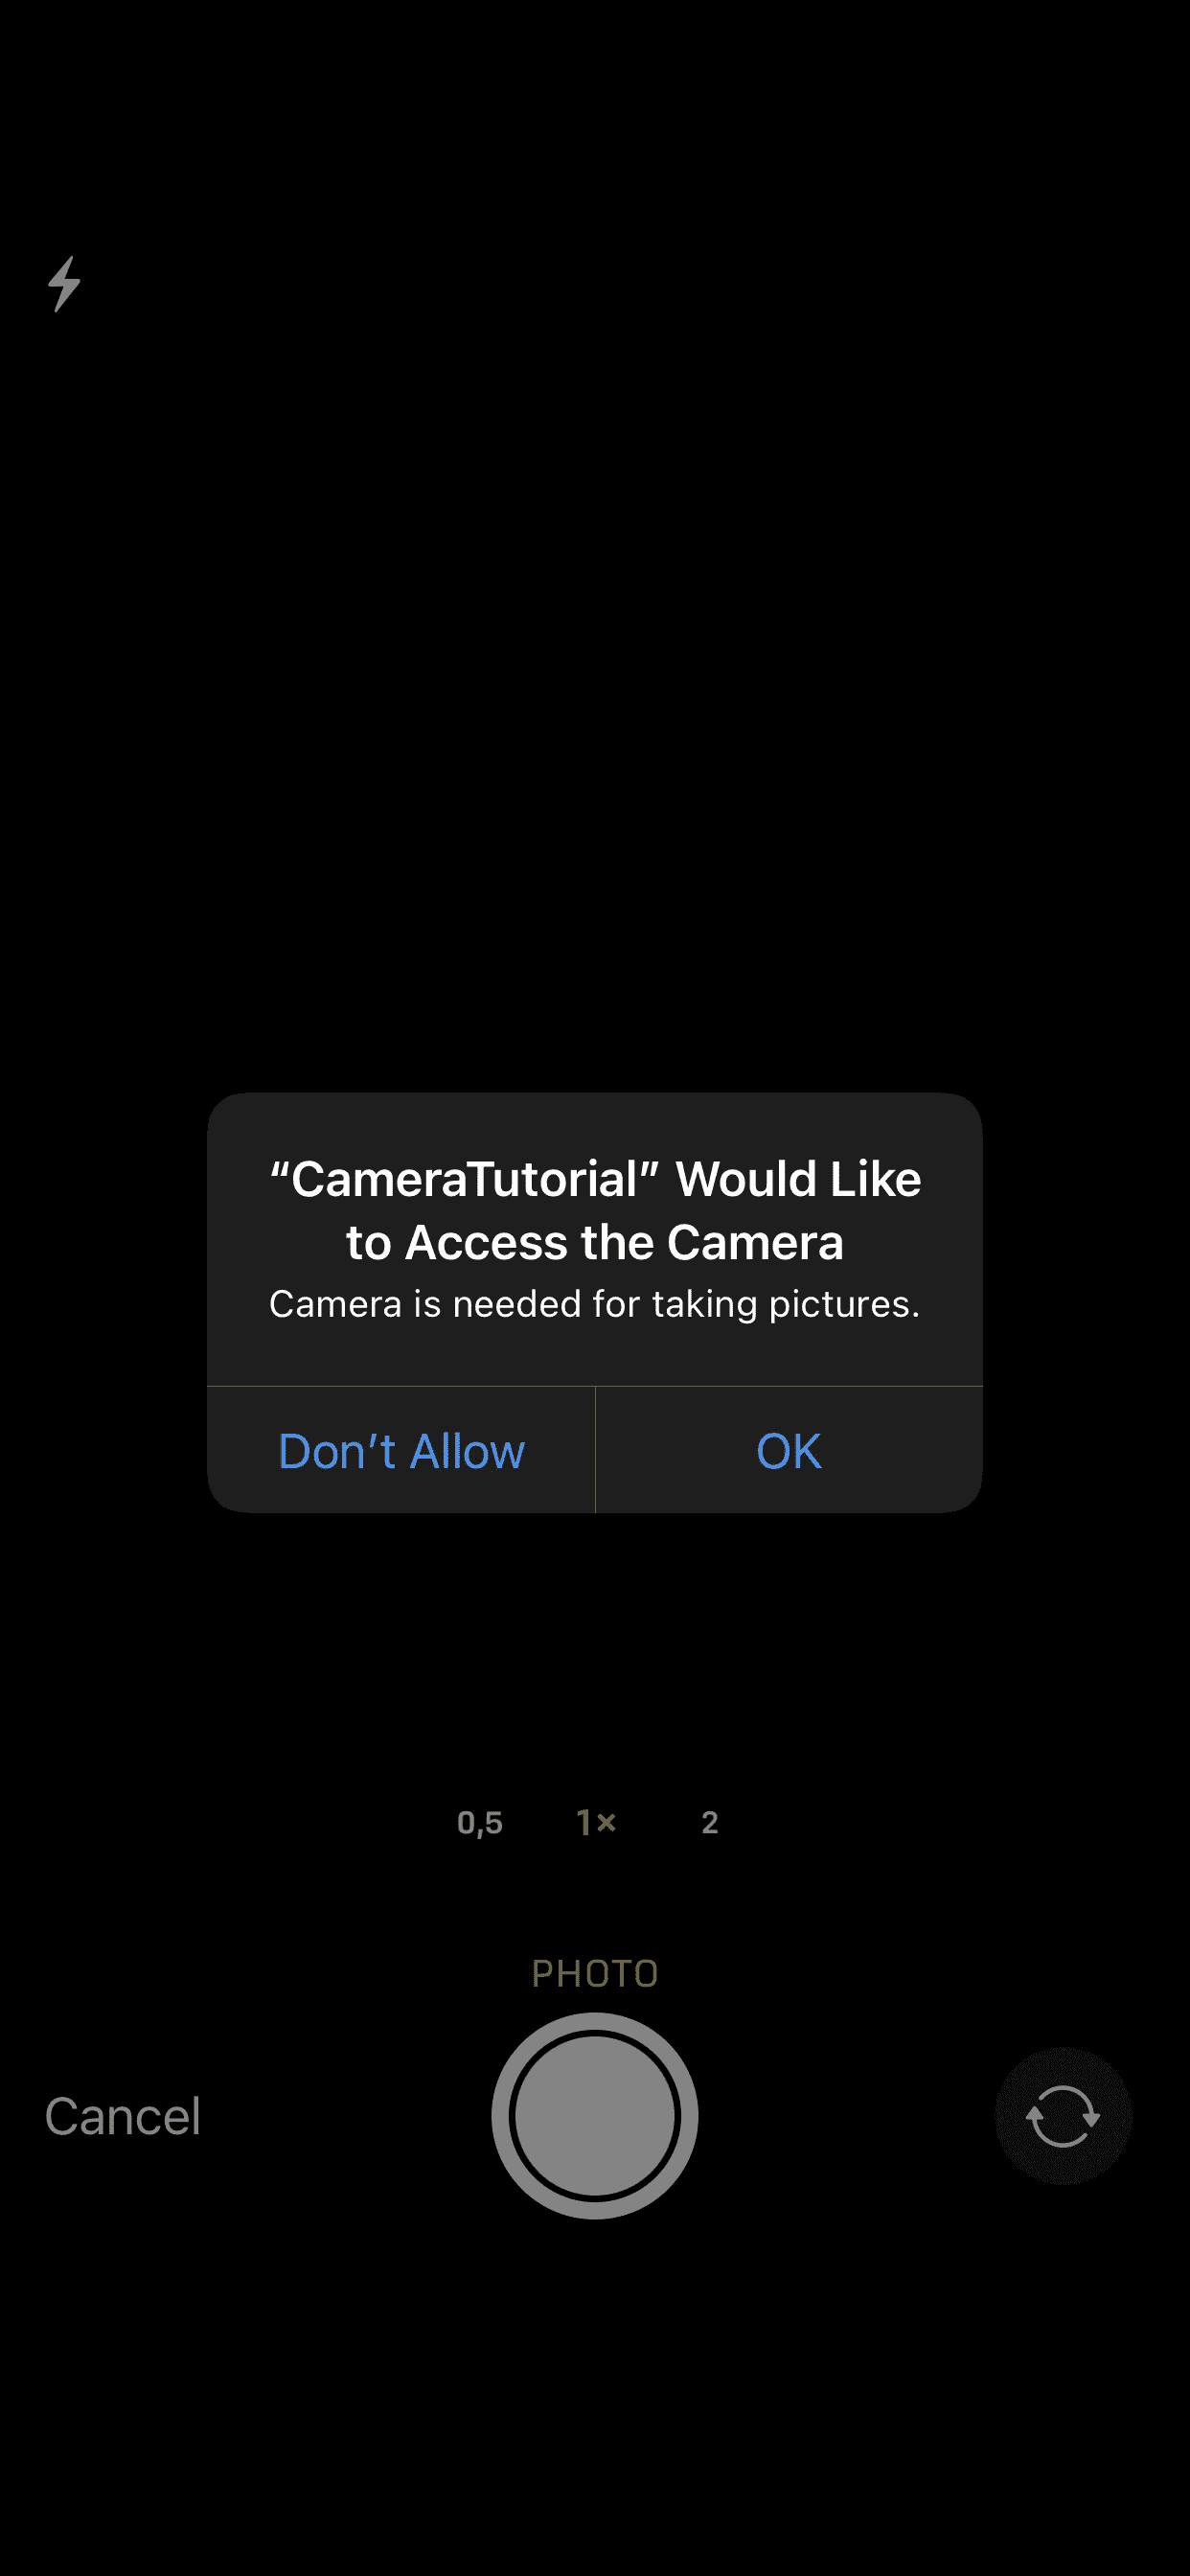 “CameraTutorial” Would Like
to Access the Camera
Camera is needed for taking pictures.
Don’t Allow
OK
0,5
1×
2
PHOTO
Cancel